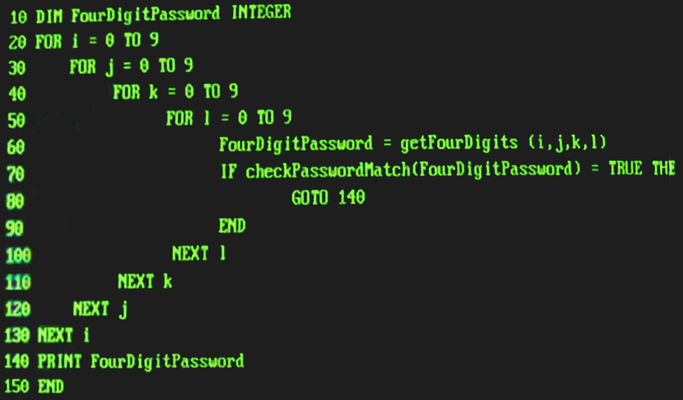 10 DIM FourDigitPassword INTEGER
20 FOR i = 0 TO 9
30 FOR j = 0 TO 9
40 FOR k = 0 TO 9
50 FOR l = 0 TO 9
60 FourDigitPassword = getFourDigits (i,j,k,l)
70 IF checkPasswordMatch(FourDigitPassword) = TRUE THE
80 GOTO 140
90 END
100 NEXT l
110 NEXT k
120 NEXT j
130 NEXT i
140 PRINT FourDigitPassword
150 END